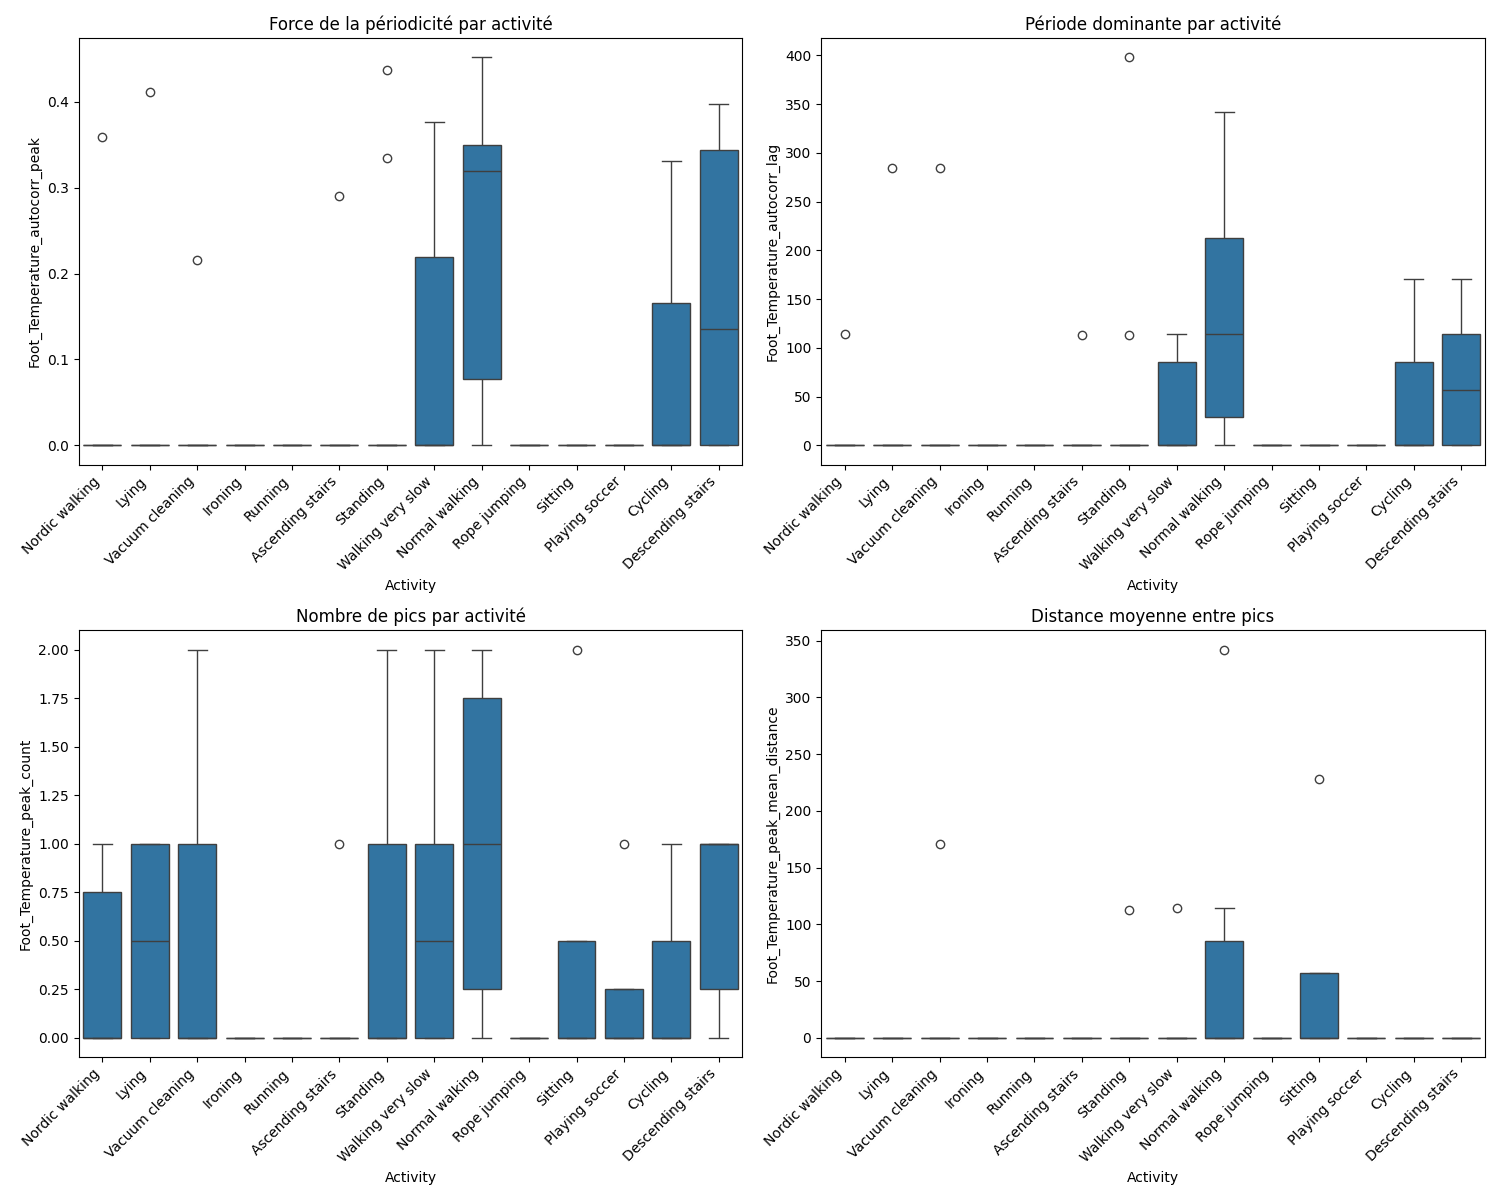 Force de la périodicité par activité
Foot_Temperature_autocorr_peak
0.4
0.3
0.2
0.1
0.0
Nordic walking
Lying
Vacuum cleaning
Ironing
Running
Ascending stairs
Standing
Walking very slow
Normal walking
Rope jumping
Sitting
Playing soccer
Cycling
Descending stairs
Activity
Période dominante par activité
Foot_Temperature_autocorr_lag
400
350
300
250
200
150
100
50
0
Nordic walking
Lying
Vacuum cleaning
Ironing
Running
Ascending stairs
Standing
Walking very slow
Normal walking
Rope jumping
Sitting
Playing soccer
Cycling
Descending stairs
Activity
Nombre de pics par activité
Foot_Temperature_peak_count
2.00
1.75
1.50
1.25
1.00
0.75
0.50
0.25
0.00
Nordic walking
Lying
Vacuum cleaning
Ironing
Running
Ascending stairs
Standing
Walking very slow
Normal walking
Rope jumping
Sitting
Playing soccer
Cycling
Descending stairs
Activity
Distance moyenne entre pics
Foot_Temperature_peak_mean_distance
350
300
250
200
150
100
50
0
Nordic walking
Lying
Vacuum cleaning
Ironing
Running
Ascending stairs
Standing
Walking very slow
Normal walking
Rope jumping
Sitting
Playing soccer
Cycling
Descending stairs
Activity